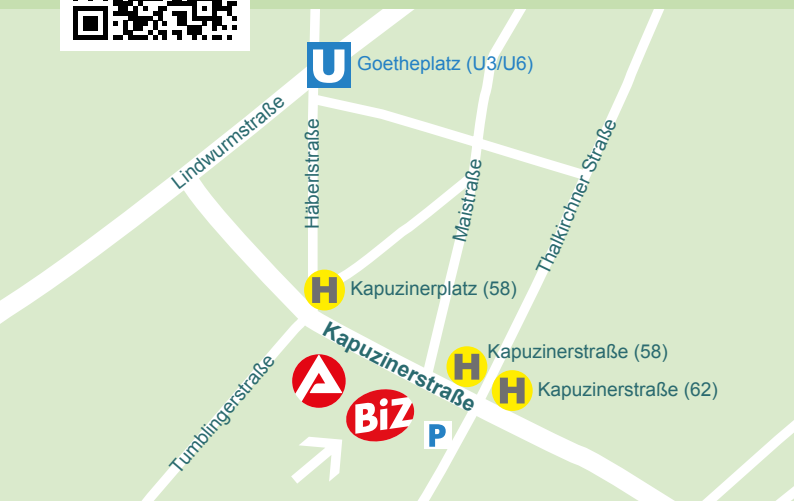 U Goetheplatz (U3/U6)
Lindwurmstraße
Häberlstraße
Maistraße
Thalkirchner Straße
H Kapuzinerplatz (58)
Kapuzinerstraße
H Kapuzinerstraße (58)
H Kapuzinerstraße (62)
Tumblingerstraße
A
BiZ
P